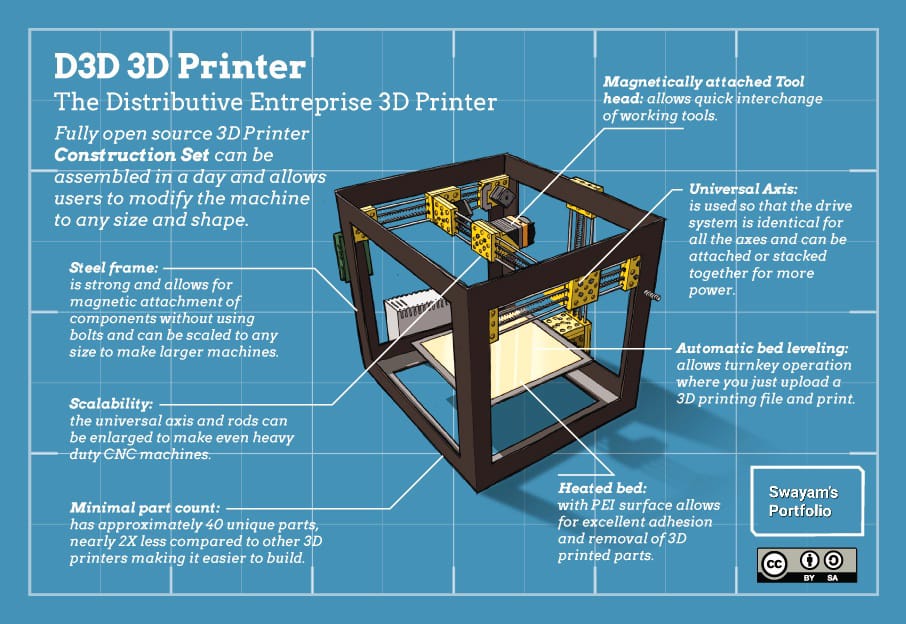 D3D 3D Printer
The Distributive Entreprise 3D Printer
Fully open source 3D Printer
Construction Set can be
assembled in a day and allows
users to modify the machine
to any size and shape.
Magnetically attached Tool
head: allows quick interchange
of working tools.
Universal Axis:
is used so that the drive
system is identical for
all the axes and can be
attached or stacked
together for more
power.
Steel frame:
is strong and allows for
magnetic attachment of
components without using
bolts and can be scaled to any
size to make larger machines.
Automatic bed leveling:
allows turnkey operation
where you just upload a
3D printing file and print.
Scalability:
the universal axis and rods can
be enlarged to make even heavy
duty CNC machines.
Heated bed:
with PEI surface allows
for excellent adhesion
and removal of 3D
printed parts.
Minimal part count:
has approximately 40 unique parts,
nearly 2X less compared to other 3D
printers making it easier to build.
Swayam's
Portfolio
cc
BY SA